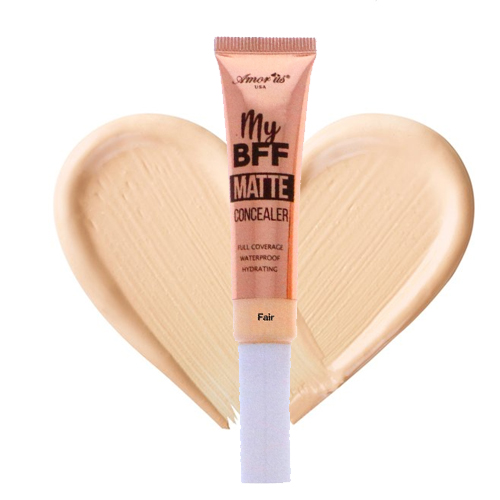 Amor us®
USA
My
BFF
MATTE
CONCEALER
FULL COVERAGE
WATERPROOF
HYDRATING
Fair